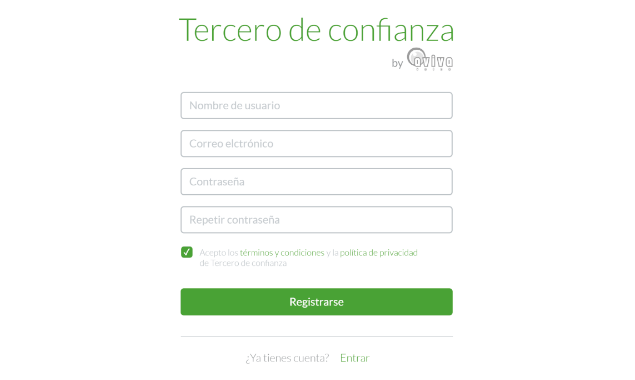 Tercero de confianza
by ovivo
Nombre de usuario
Correo elctrónico
Contraseña
Repetir contraseña
Acepto los términos y condiciones y la política de privacidad
de Tercero de confianza
Registrarse
¿Ya tienes cuenta? Entrar